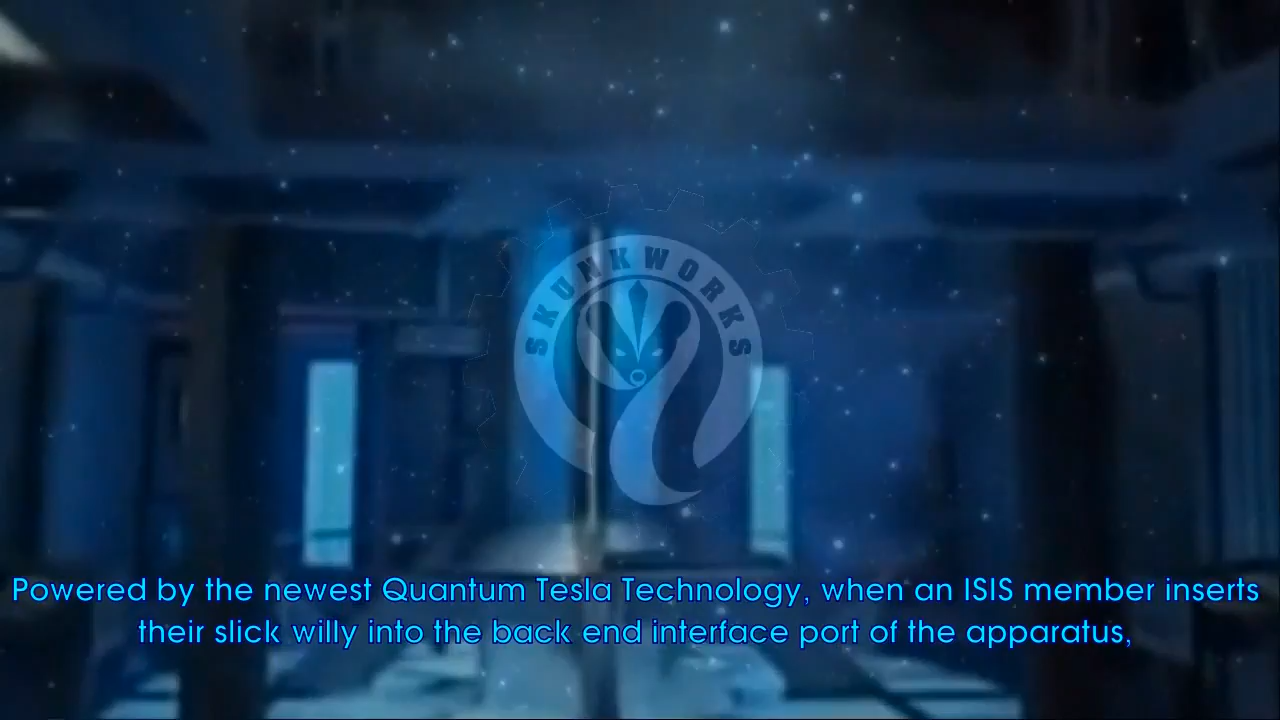 SKUNKWORKS
Powered by the newest Quantum Tesla Technology, when an ISIS member inserts
their slick willy into the back end interface port of the apparatus,